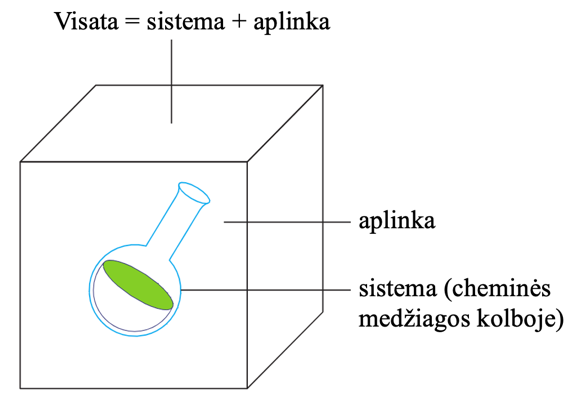 Visata = sistema + aplinka
aplinka
sistema (cheminės
medžiagos kolboje)